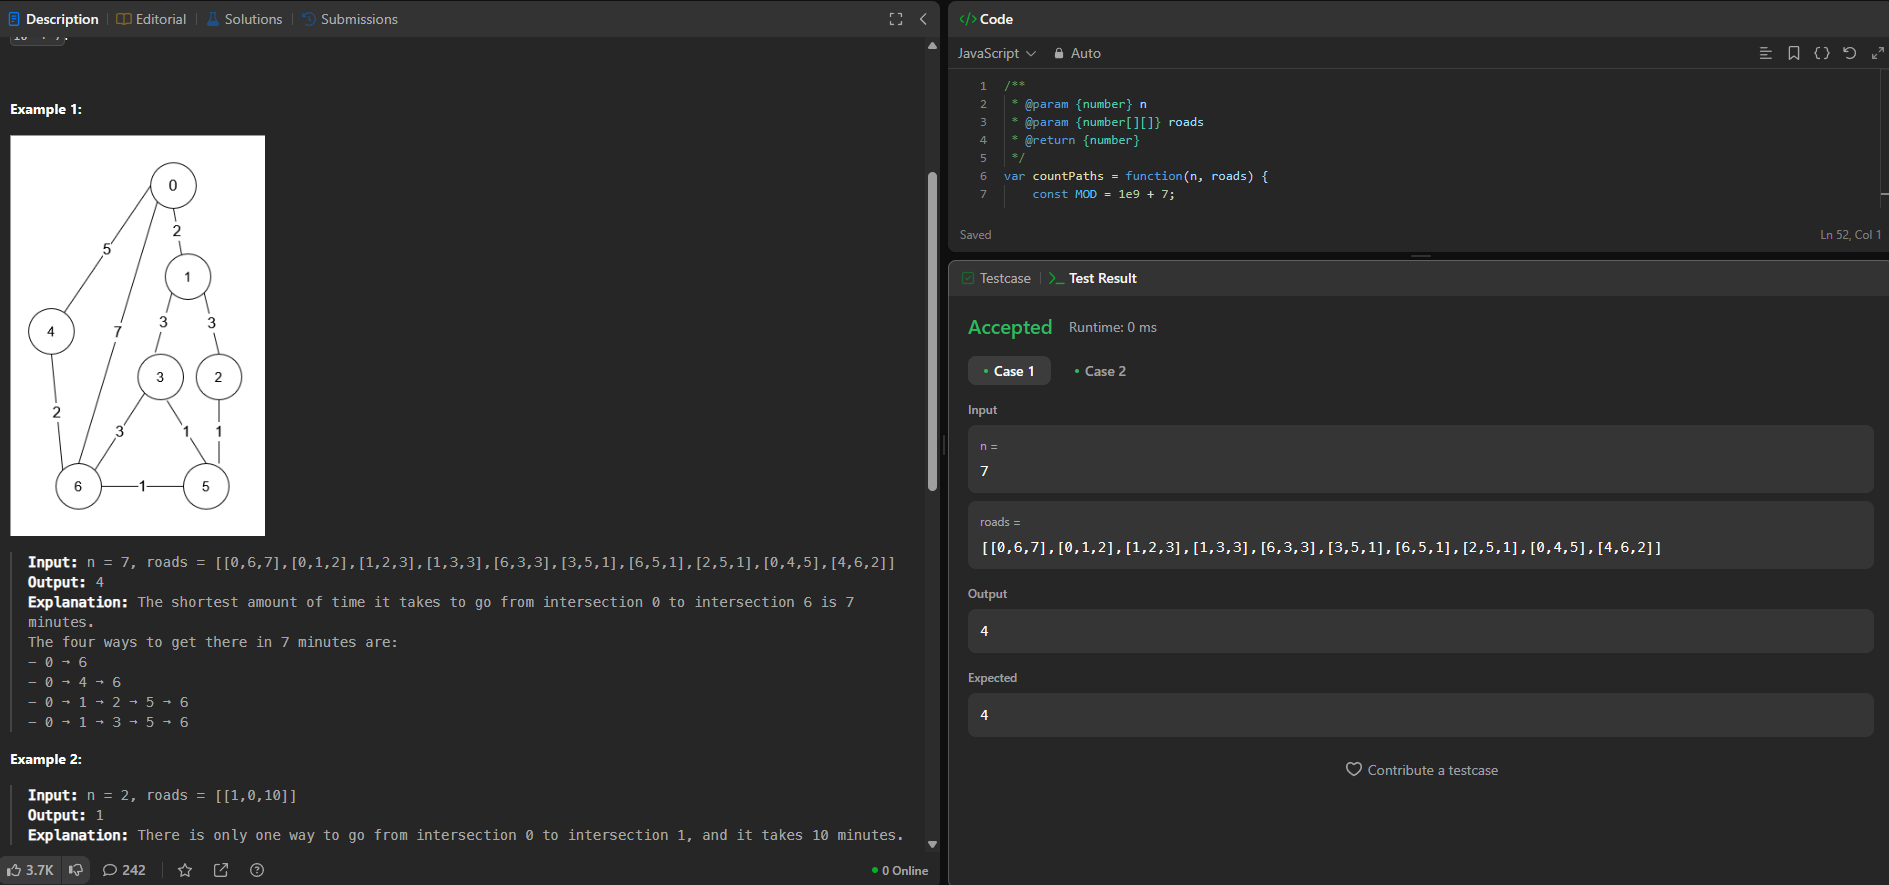 Description
Editorial
Solutions
Submissions
Example 1:
0
2
5
1
3
3
4
7
3
2
2
3
1
1
6
1
5
Input: n = 7, roads = [[0,6,7],[0,1,2],[1,2,3],[1,3,3],[6,3,3],[3,5,1],[6,5,1],[2,5,1],[0,4,5],[4,6,2]]
Output: 4
Explanation: The shortest amount of time it takes to go from intersection 0 to intersection 6 is 7
minutes.
The four ways to get there in 7 minutes are:
– 0 → 6
– 0 → 4 → 6
– 0 → 1 → 2 → 5 → 6
– 0 → 1 → 3 → 5 → 6
Example 2:
Input: n = 2, roads = [[1,0,10]]
Output: 1
Explanation: There is only one way to go from intersection 0 to intersection 1, and it takes 10 minutes.
3.7K
242
0 Online
</> Code
JavaScript
Auto
1 /**
2 * @param {number} n
3 * @param {number[][]} roads
4 * @return {number}
5 */
6 var countPaths = function(n, roads) {
7 const MOD = 1e9 + 7;
Saved
Ln 52, Col 1
Testcase
Test Result
Accepted
Runtime: 0 ms
• Case 1
• Case 2
Input
n =
7
roads =
[[0,6,7],[0,1,2],[1,2,3],[1,3,3],[6,3,3],[3,5,1],[6,5,1],[2,5,1],[0,4,5],[4,6,2]]
Output
4
Expected
4
Contribute a testcase